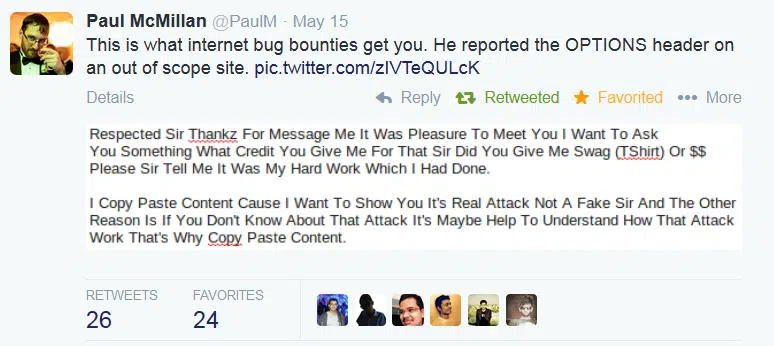 Paul McMillan @PaulM · May 15
This is what internet bug bounties get you. He reported the OPTIONS header on
an out of scope site. pic.twitter.com/zIVTeQULcK
Details Reply Retweeted Favorited More
Respected Sir Thankz For Message Me It Was Pleasure To Meet You I Want To Ask
You Something What Credit You Give Me For That Sir Did You Give Me Swag (TShirt) Or $$
Please Sir Tell Me It Was My Hard Work Which I Had Done.
I Copy Paste Content Cause I Want To Show You It's Real Attack Not A Fake Sir And The Other
Reason Is If You Don't Know About That Attack It's Maybe Help To Understand How That Attack
Work That's Why Copy Paste Content.
RETWEETS FAVORITES
26 24